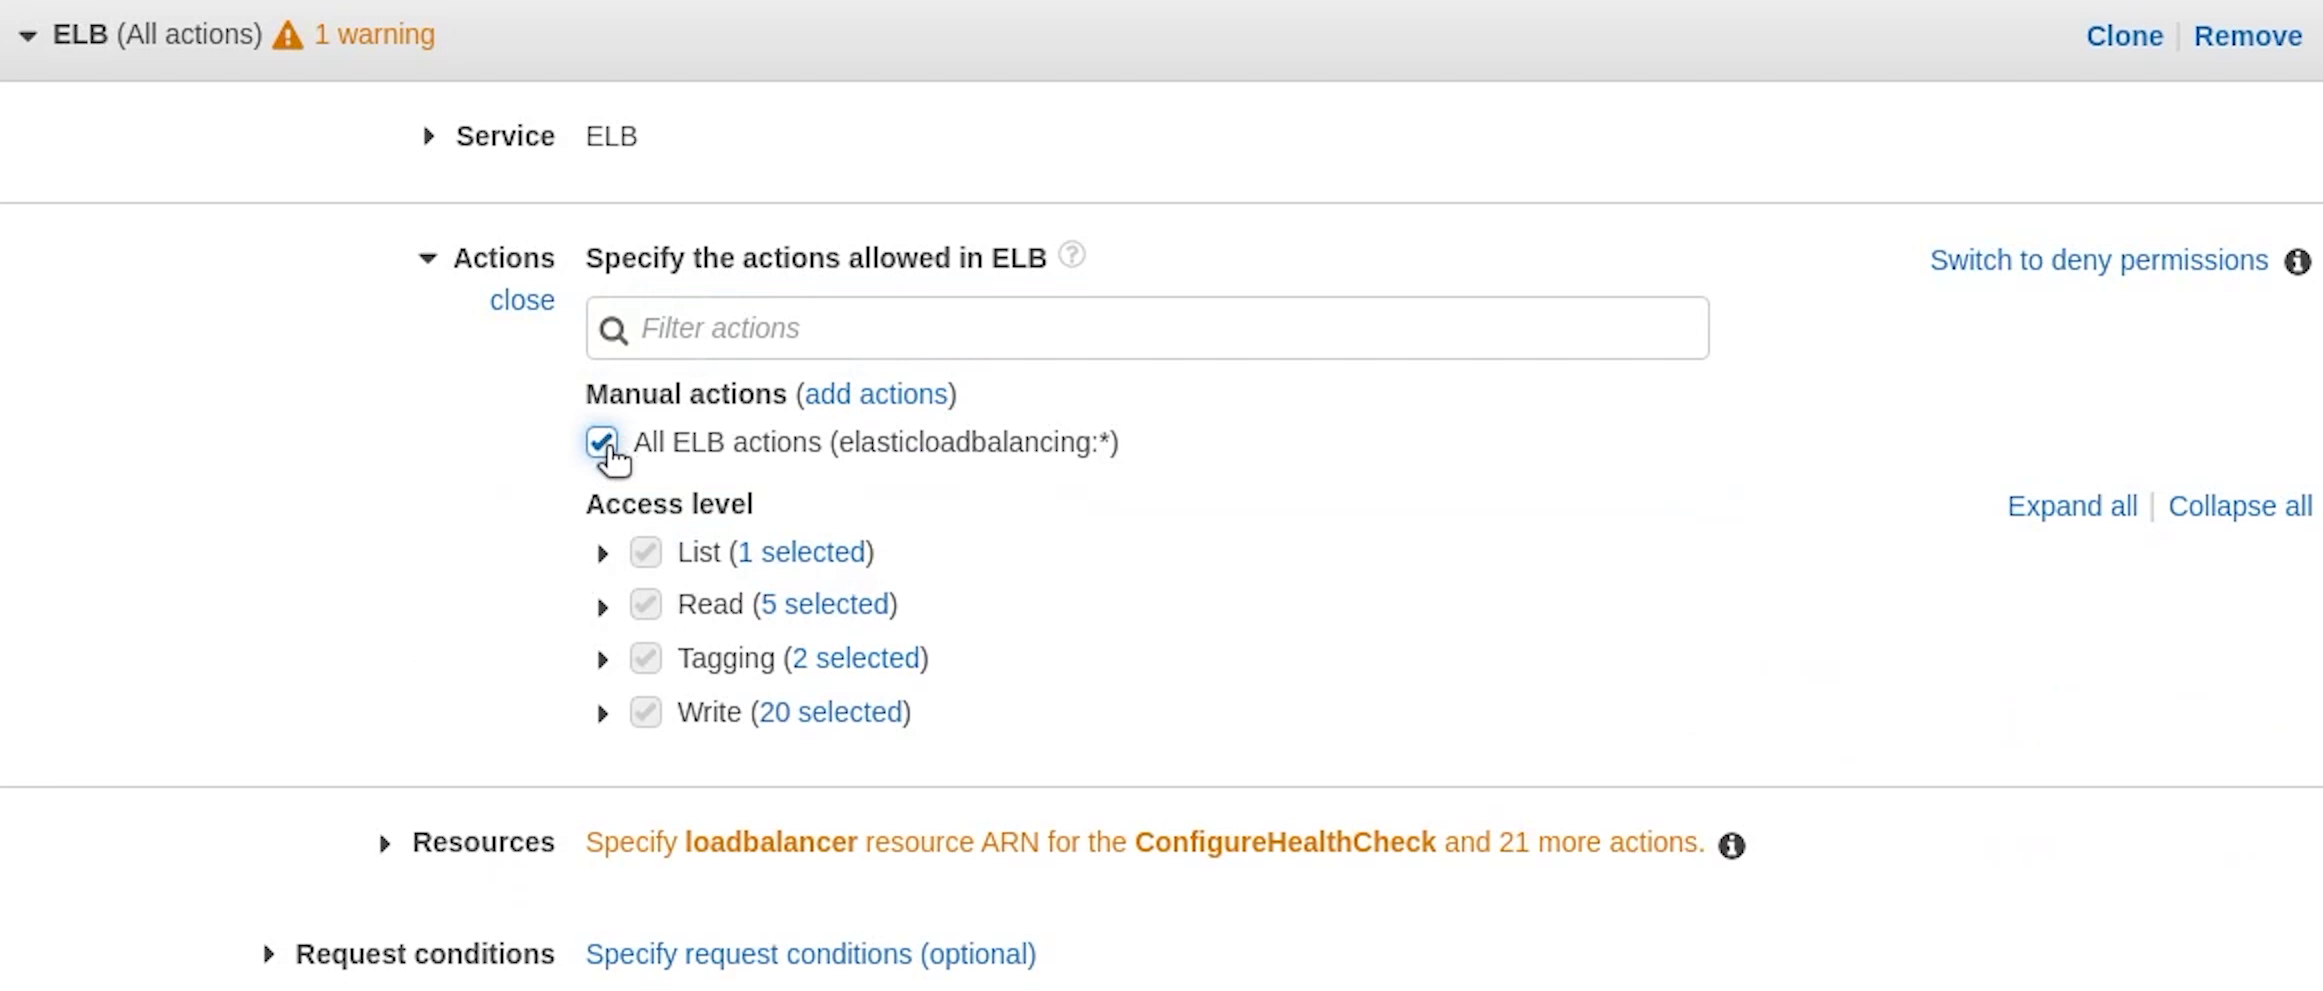 ELB (All actions) 1 warning Clone | Remove
Service ELB
Actions Specify the actions allowed in ELB ? Switch to deny permissions i
close
Filter actions
Manual actions (add actions)
All ELB actions (elasticloadbalancing:*)
Access level Expand all | Collapse all
List (1 selected)
Read (5 selected)
Tagging (2 selected)
Write (20 selected)
Resources Specify loadbalancer resource ARN for the ConfigureHealthCheck and 21 more actions. i
Request conditions Specify request conditions (optional)